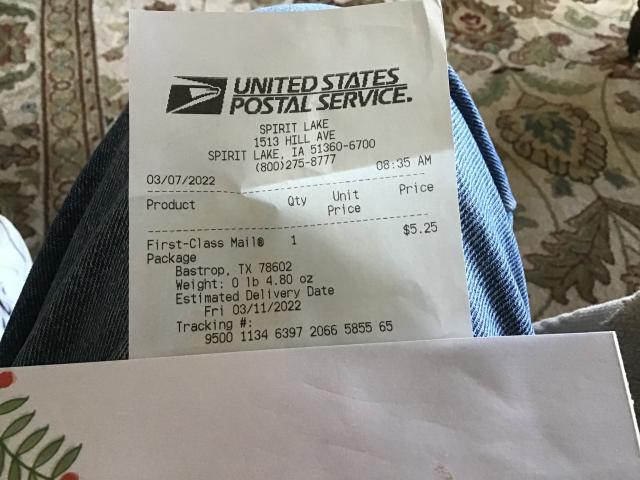 UNITED STATES
POSTAL SERVICE.
SPIRIT LAKE
1513 HILL AVE
SPIRIT LAKE, IA 51360-6700
(800)275-8777
03/07/2022 08:35 AM
Product Qty Unit Price
Price
First-Class Mail® 1 $5.25
Package
Bastrop, TX 78602
Weight: 0 lb 4.80 oz
Estimated Delivery Date
Fri 03/11/2022
Tracking #:
9500 1134 6397 2066 5855 65